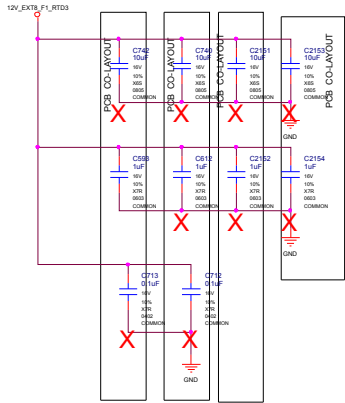 12V_EXT8_F1_RTD3
PCB CO-LAYOUT
PCB CO-LAYOUT
PCB CO-LAYOUT
PCB CO-LAYOUT
C742
10uF
16V
10%
X6S
0805
COMMON
C740
10uF
16V
10%
X6S
0805
COMMON
C2151
10uF
16V
10%
X6S
0805
COMMON
C2153
10uF
16V
10%
X6S
0805
COMMON
GND
C593
1uF
16V
10%
X7R
0603
COMMON
C612
1uF
16V
10%
X7R
0603
COMMON
C2152
1uF
16V
10%
X7R
0603
COMMON
C2154
1uF
16V
10%
X7R
0603
COMMON
GND
C713
0.1uF
16V
10%
X7R
0402
COMMON
C712
0.1uF
16V
10%
X7R
0402
COMMON
GND